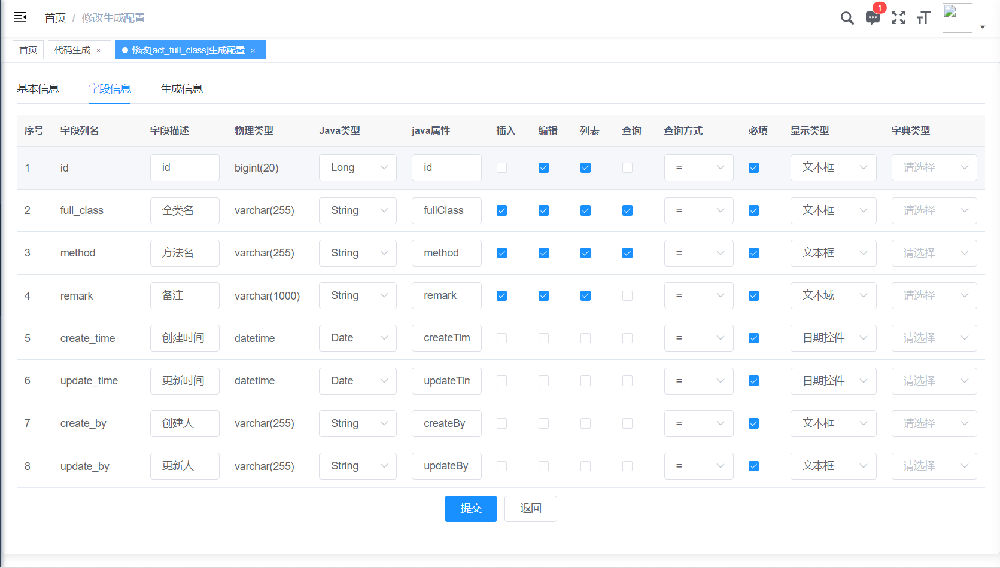 首页 / 修改生成配置
1
首页 代码生成 × 修改[act_full_class]生成配置 ×
基本信息 字段信息 生成信息
序号 字段列名 字段描述 物理类型 Java类型 java属性 插入 编辑 列表 查询 查询方式 必填 显示类型 字典类型
1 id id bigint(20) Long id = 文本框 请选择
2 full_class 全类名 varchar(255) String fullClass = 文本框 请选择
3 method 方法名 varchar(255) String method = 文本框 请选择
4 remark 备注 varchar(1000) String remark = 文本域 请选择
5 create_time 创建时间 datetime Date createTim = 日期控件 请选择
6 update_time 更新时间 datetime Date updateTim = 日期控件 请选择
7 create_by 创建人 varchar(255) String createBy = 文本框 请选择
8 update_by 更新人 varchar(255) String updateBy = 文本框 请选择
提交 返回